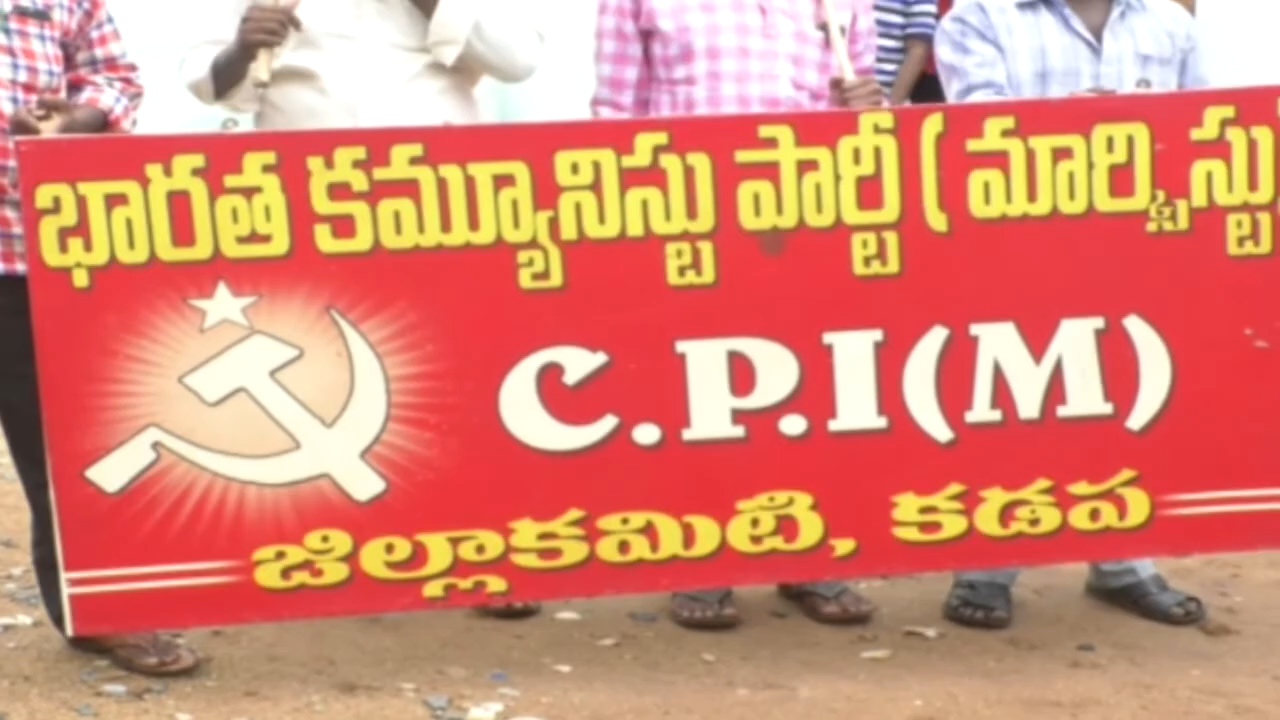 భారత కమ్యూనిస్టు పార్టీ ( మార్క్సిస్టు
C.P.I(M)
జిల్లాకమిటి, కడప